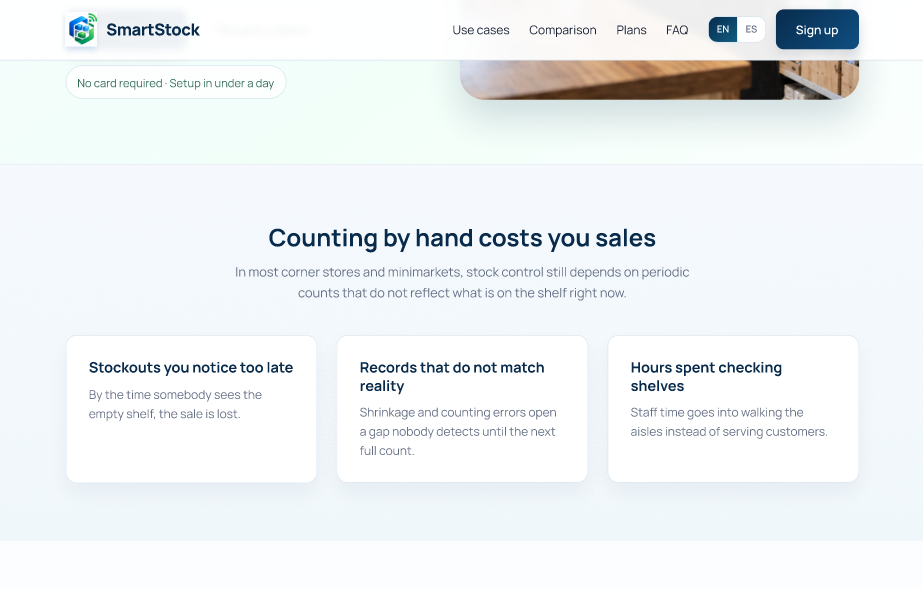 SmartStock
Use cases
Comparison
Plans
FAQ
EN
ES
Sign up
No card required · Setup in under a day
Counting by hand costs you sales
In most corner stores and minimarkets, stock control still depends on periodic
counts that do not reflect what is on the shelf right now.
Stockouts you notice too late
By the time somebody sees the
empty shelf, the sale is lost.
Records that do not match
reality
Shrinkage and counting errors open
a gap nobody detects until the next
full count.
Hours spent checking
shelves
Staff time goes into walking the
aisles instead of serving customers.